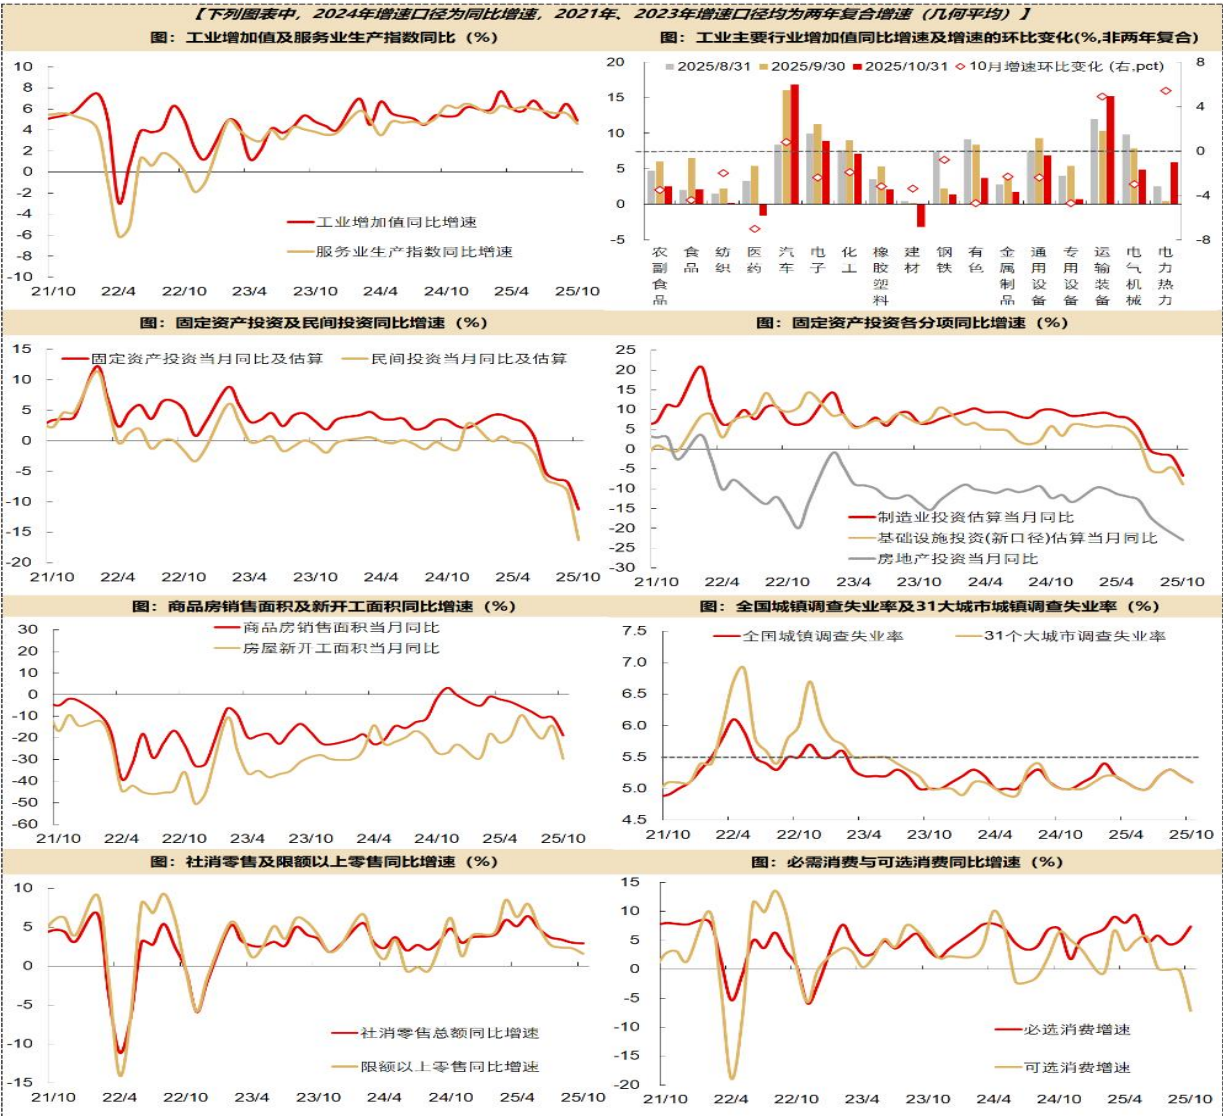 【下列图表中，2024年增速口径为同比增速，2021年、2023年增速口径均为两年复合增速（几何平均）】
图：工业增加值及服务业生产指数同比（%）
10
8
6
4
2
0
-2
-4
-6
-8
-10
工业增加值同比增速
服务业生产指数同比增速
21/10 22/4 22/10 23/4 23/10 24/4 24/10 25/4 25/10
图：工业主要行业增加值同比增速及增速的环比变化(%,非两年复合)
2025/8/31 2025/9/30 2025/10/31 10月增速环比变化（右,pct)
20
15
10
5
0
-5
8
4
0
-4
-8
农副食品 食品 纺织 医药 汽车 电子 化工 橡胶塑料 建材 钢铁 有色 金属制品 通用设备 专用设备 运输装备 电气机械 电力热力
图：固定资产投资及民间投资同比增速（%）
固定资产投资当月同比及估算 民间投资当月同比及估算
15
10
5
0
-5
-10
-15
-20
21/10 22/4 22/10 23/4 23/10 24/4 24/10 25/4 25/10
图：固定资产投资各分项同比增速（%）
25
20
15
10
5
0
-5
-10
-15
-20
-25
-30
制造业投资估算当月同比
基础设施投资(新口径)估算当月同比
房地产投资当月同比
21/10 22/4 22/10 23/4 23/10 24/4 24/10 25/4 25/10
图：商品房销售面积及新开工面积同比增速（%）
商品房销售面积当月同比
房屋新开工面积当月同比
30
20
10
0
-10
-20
-30
-40
-50
-60
21/10 22/4 22/10 23/4 23/10 24/4 24/10 25/4 25/10
图：全国城镇调查失业率及31大城市城镇调查失业率（%）
全国城镇调查失业率 31个大城市调查失业率
7.5
7.0
6.5
6.0
5.5
5.0
4.5
21/10 22/4 22/10 23/4 23/10 24/4 24/10 25/4 25/10
图：社消零售及限额以上零售同比增速（%）
10
5
0
-5
-10
-15
社消零售总额同比增速
限额以上零售同比增速
21/10 22/4 22/10 23/4 23/10 24/4 24/10 25/4 25/10
图：必需消费与可选消费同比增速（%）
15
10
5
0
-5
-10
-15
-20
必选消费增速
可选消费增速
21/10 22/4 22/10 23/4 23/10 24/4 24/10 25/4 25/10